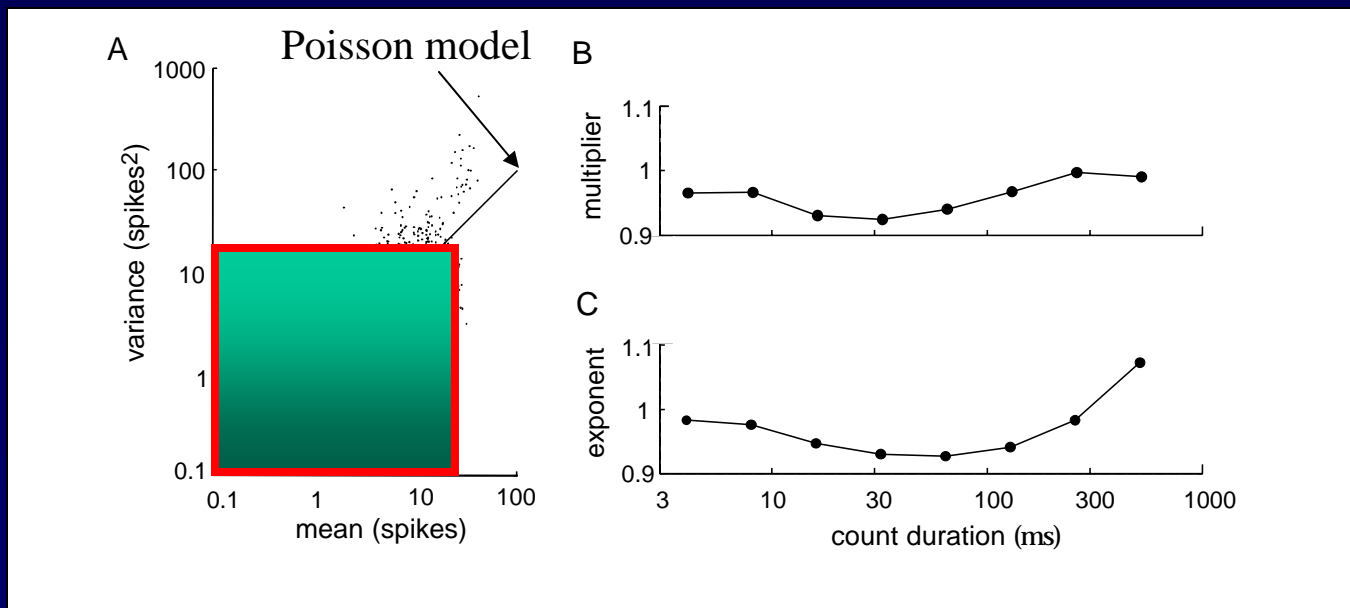 A
Poisson model
1000
100
10
1
0.1
variance (spikes²)
0.1 1 10 100
mean (spikes)
B
1.1
1
0.9
multiplier
C
1.1
1
0.9
exponent
3 10 30 100 300 1000
count duration (ms)